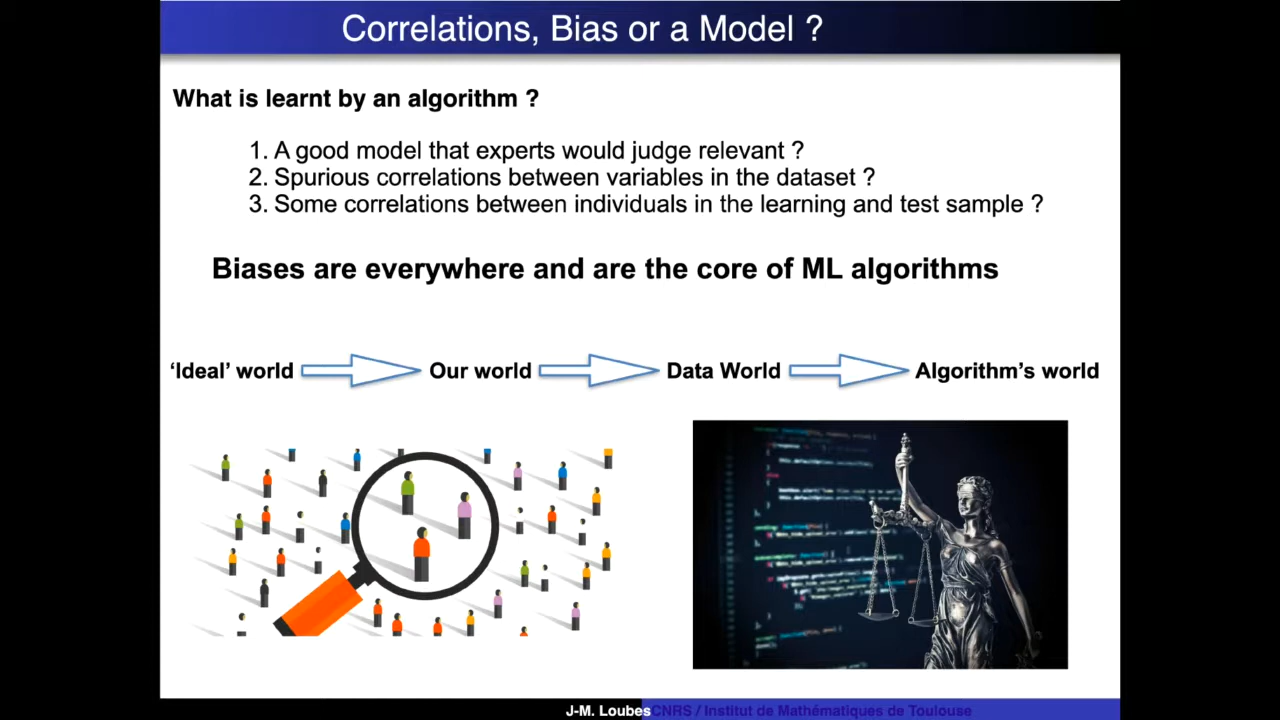 Correlations, Bias or a Model ?
What is learnt by an algorithm ?
1. A good model that experts would judge relevant ?
2. Spurious correlations between variables in the dataset ?
3. Some correlations between individuals in the learning and test sample ?
Biases are everywhere and are the core of ML algorithms
‘Ideal’ world Our world Data World Algorithm’s world
J-M. Loubes CNRS / Institut de Mathématiques de Toulouse